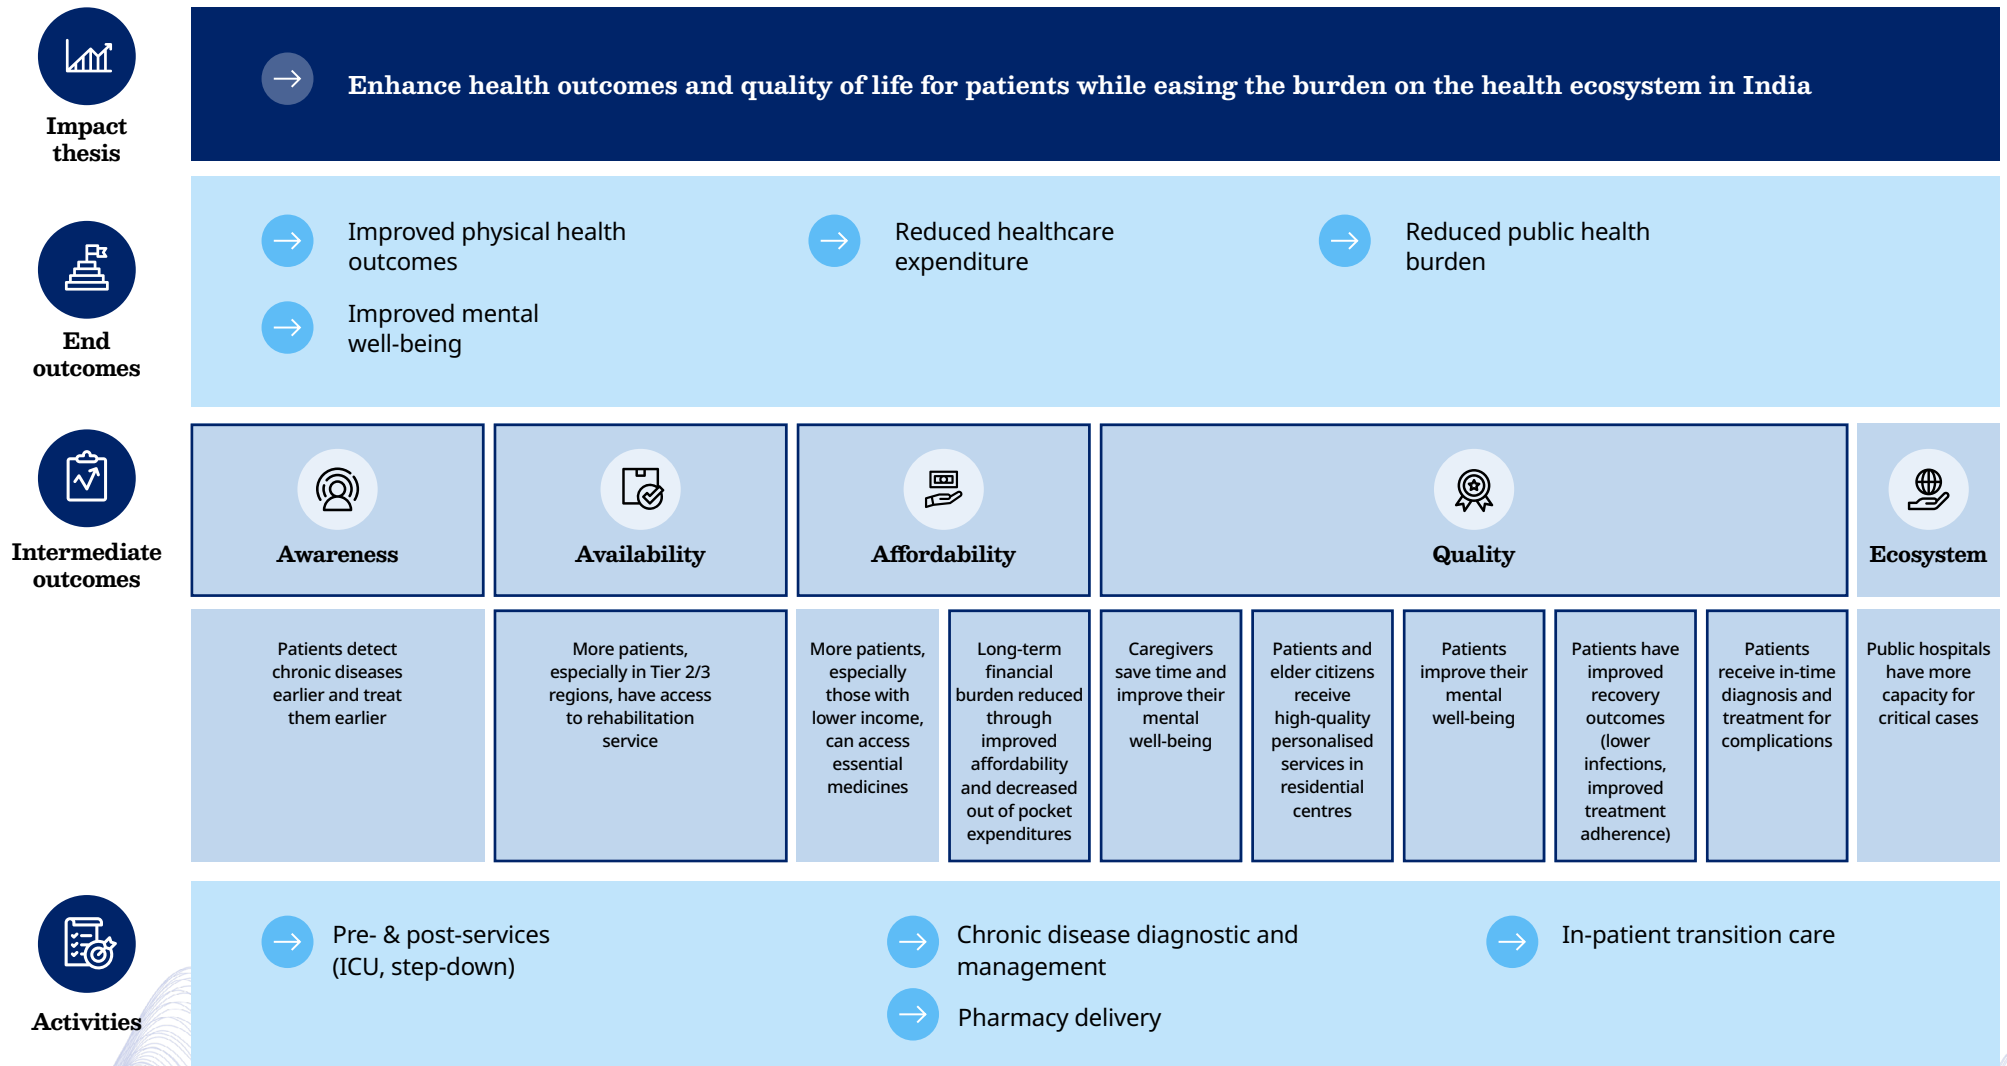 Impact
thesis
Enhance health outcomes and quality of life for patients while easing the burden on the health ecosystem in India
End
outcomes
Improved physical health
outcomes
Improved mental
well-being
Reduced healthcare
expenditure
Reduced public health
burden
Intermediate
outcomes
Awareness
Availability
Affordability
Quality
Ecosystem
Patients detect
chronic diseases
earlier and treat
them earlier
More patients,
especially in Tier 2/3
regions, have access
to rehabilitation
service
More patients,
especially
those with
lower income,
can access
essential
medicines
Long-term
financial
burden reduced
through
improved
affordability
and decreased
out of pocket
expenditures
Caregivers
save time and
improve their
mental
well-being
Patients and
elder citizens
receive
high-quality
personalised
services in
residential
centres
Patients
improve their
mental
well-being
Patients have
improved
recovery
outcomes
(lower
infections,
improved
treatment
adherence)
Patients
receive in-time
diagnosis and
treatment for
complications
Public hospitals
have more
capacity for
critical cases
Activities
Pre- & post-services
(ICU, step-down)
Chronic disease diagnostic and
management
Pharmacy delivery
In-patient transition care